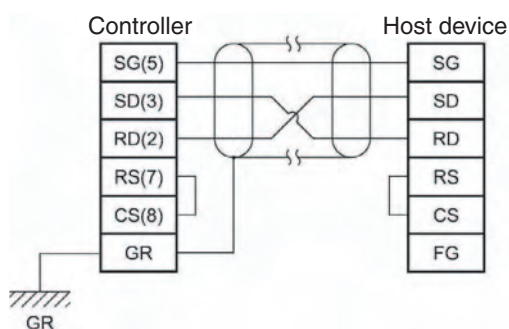 Controller Host device
SG(5) SG
SD(3) SD
RD(2) RD
RS(7) RS
CS(8) CS
GR FG
GR